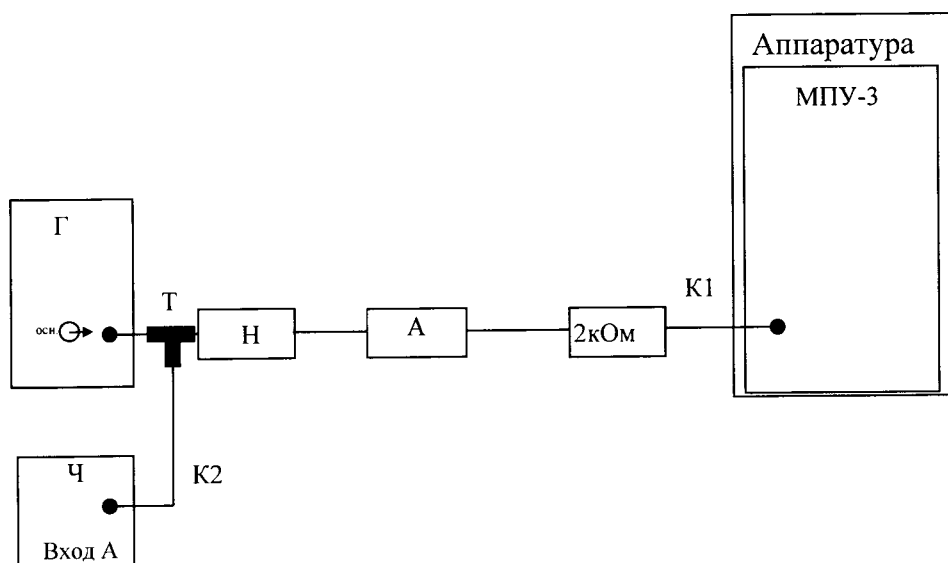 Аппаратура
МПУ-3
Г
Т
К1
осн.
Н
А
2кОм
Ч
К2
Вход А